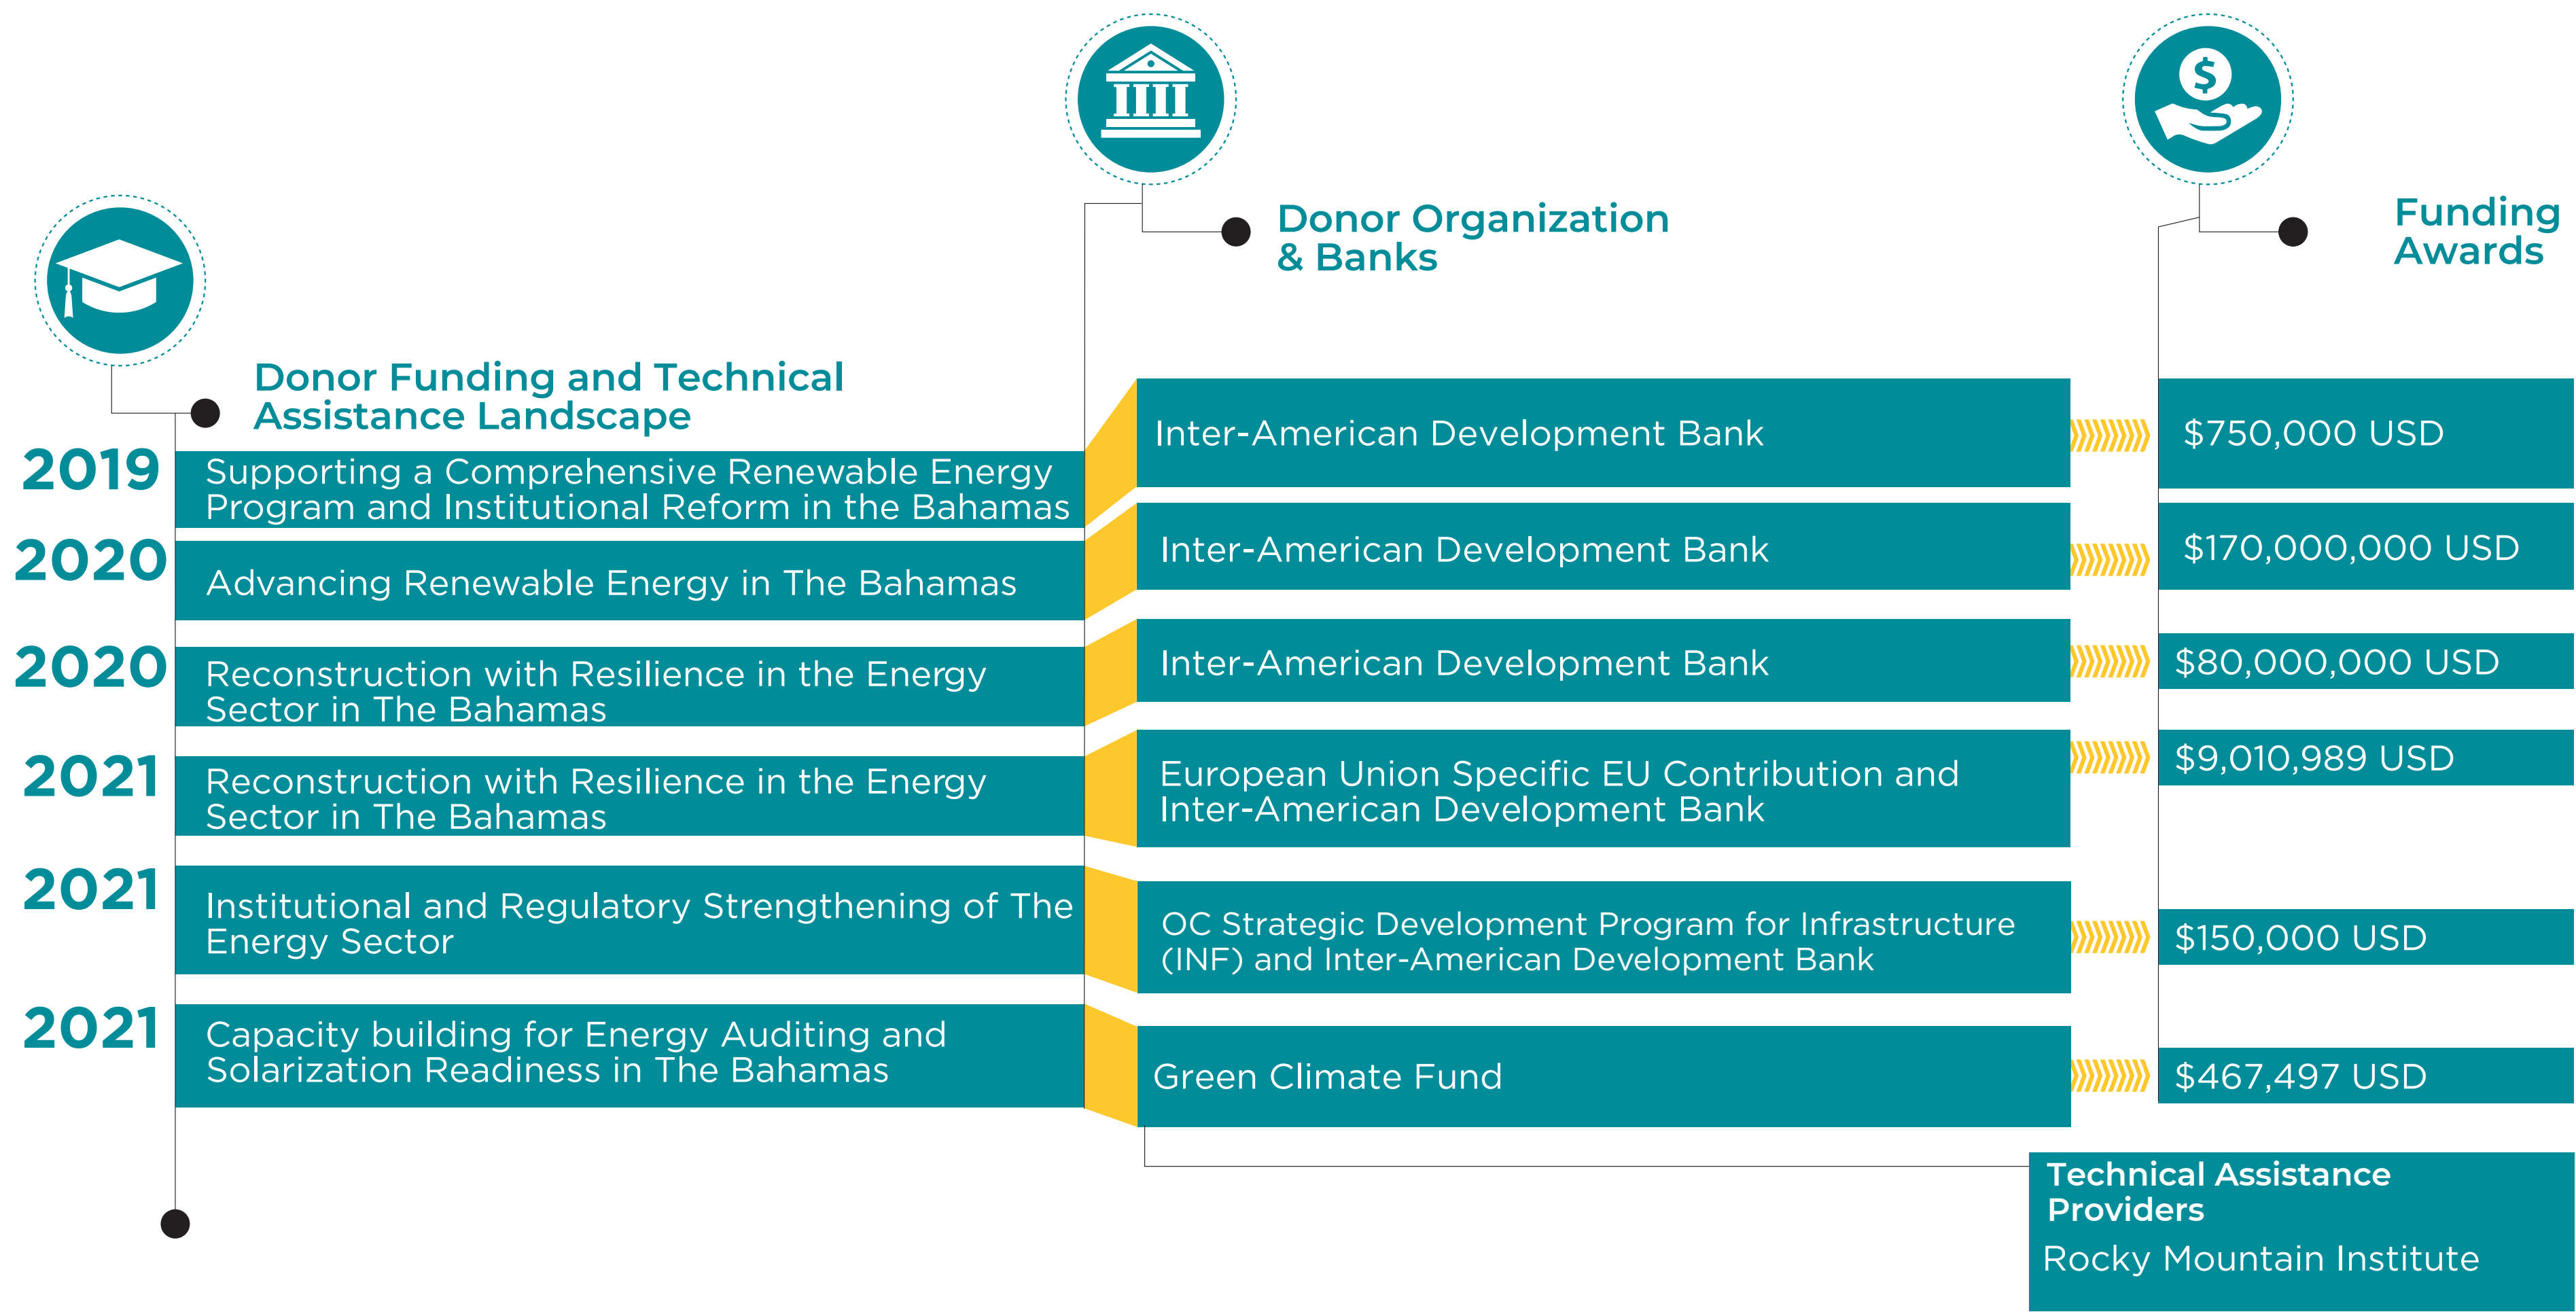 Donor Organization
& Banks
Funding
Awards
Donor Funding and Technical
Assistance Landscape
2019
Supporting a Comprehensive Renewable Energy
Program and Institutional Reform in the Bahamas
Inter-American Development Bank
$750,000 USD
2020
Advancing Renewable Energy in The Bahamas
Inter-American Development Bank
$170,000,000 USD
2020
Reconstruction with Resilience in the Energy
Sector in The Bahamas
Inter-American Development Bank
$80,000,000 USD
2021
Reconstruction with Resilience in the Energy
Sector in The Bahamas
European Union Specific EU Contribution and
Inter-American Development Bank
$9,010,989 USD
2021
Institutional and Regulatory Strengthening of The
Energy Sector
OC Strategic Development Program for Infrastructure
(INF) and Inter-American Development Bank
$150,000 USD
2021
Capacity building for Energy Auditing and
Solarization Readiness in The Bahamas
Green Climate Fund
$467,497 USD
Technical Assistance
Providers
Rocky Mountain Institute